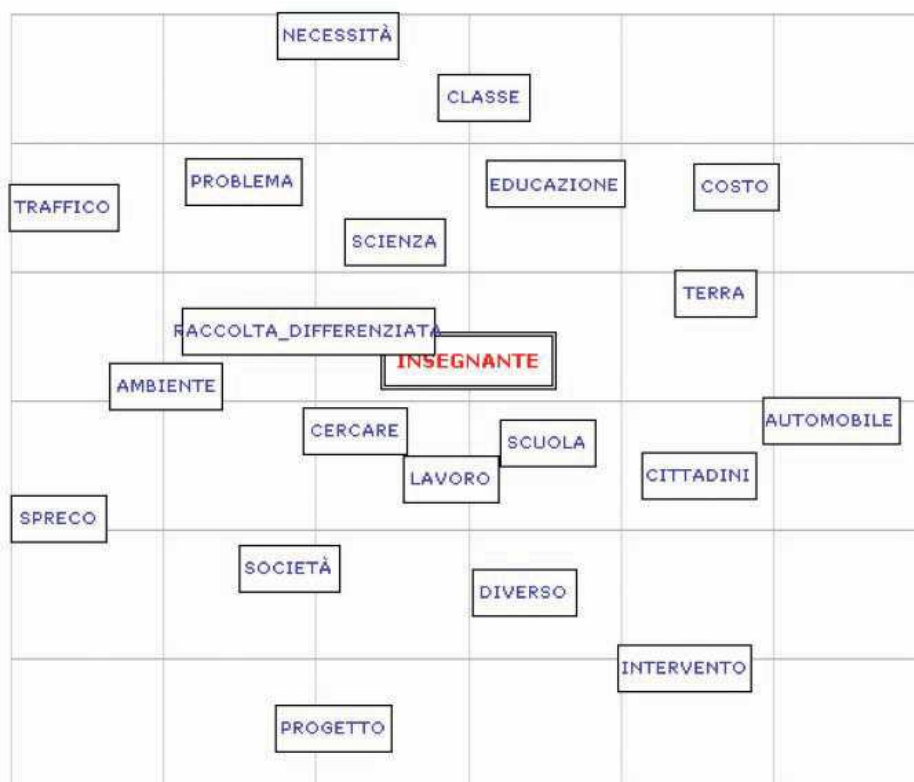 NECESSITÀ
CLASSE
PROBLEMA
EDUCAZIONE
COSTO
TRAFFICO
SCIENZA
TERRA
RACCOLTA_DIFFERENZIATA
INSEGNANTE
AMBIENTE
AUTOMOBILE
CERCARE
SCUOLA
LAVORO
CITTADINI
SPRECO
SOCIETÀ
DIVERSO
INTERVENTO
PROGETTO